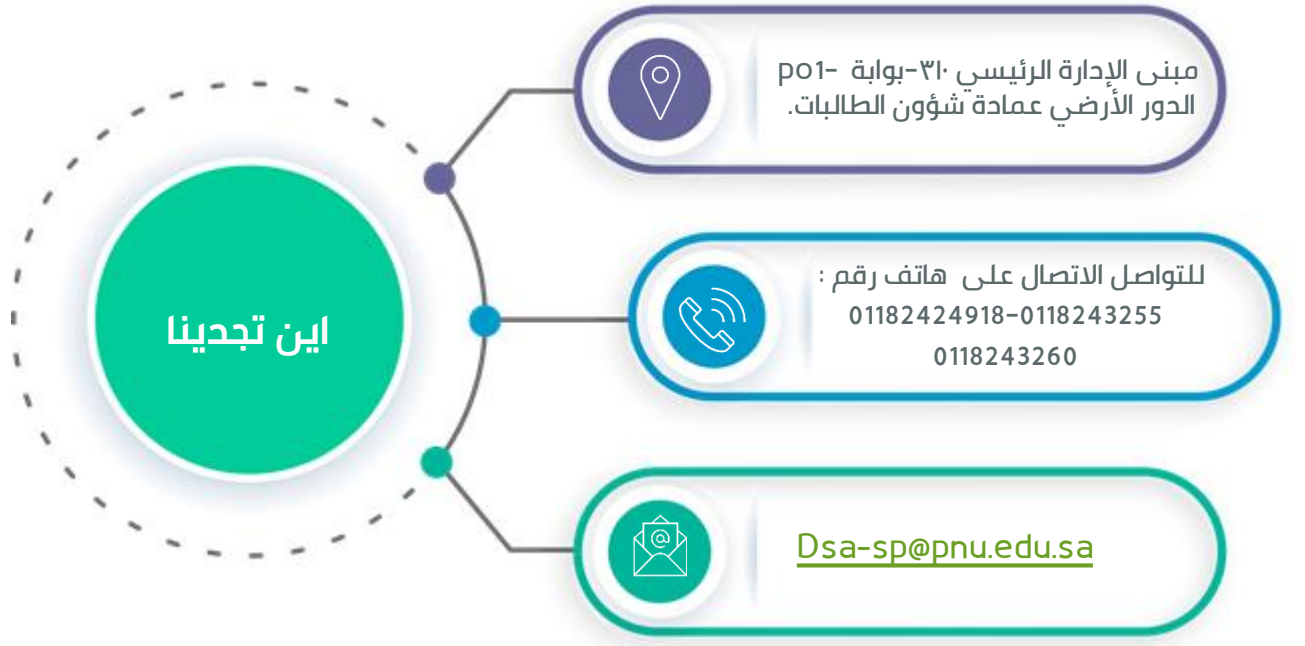 اين تجدينا
مبنى الإدارة الرئيسي ٣١٠-بوابة po1-
الدور الأرضي عمادة شؤون الطالبات.
للتواصل الاتصال على هاتف رقم :
01182424918-0118243255
0118243260
Dsa-sp@pnu.edu.sa